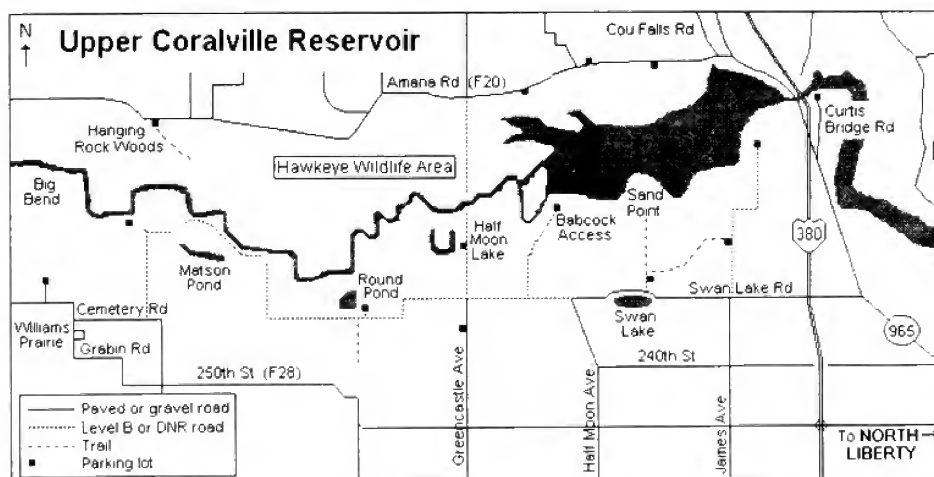 N
Upper Coralville Reservoir
Cou Falls Rd
Amana Rd (F20)
Hanging
Rock Woods
Curtis
Bridge Rd
Hawkeye Wildlife Area
Big
Bend
Sand
Point
Babcock
Access
Half
Moon
Lake
380
Matson
Pond
Round
Pond
Swan Lake Rd
Cemetery Rd
Swan
Lake
Williams
Prairie
Grabin Rd
965
240th St
250th St (F28)
Greencastle Ave
Half Moon Ave
James Ave
Paved or gravel road
Level B or DNR road
Trail
Parking lot
To NORTH
LIBERTY